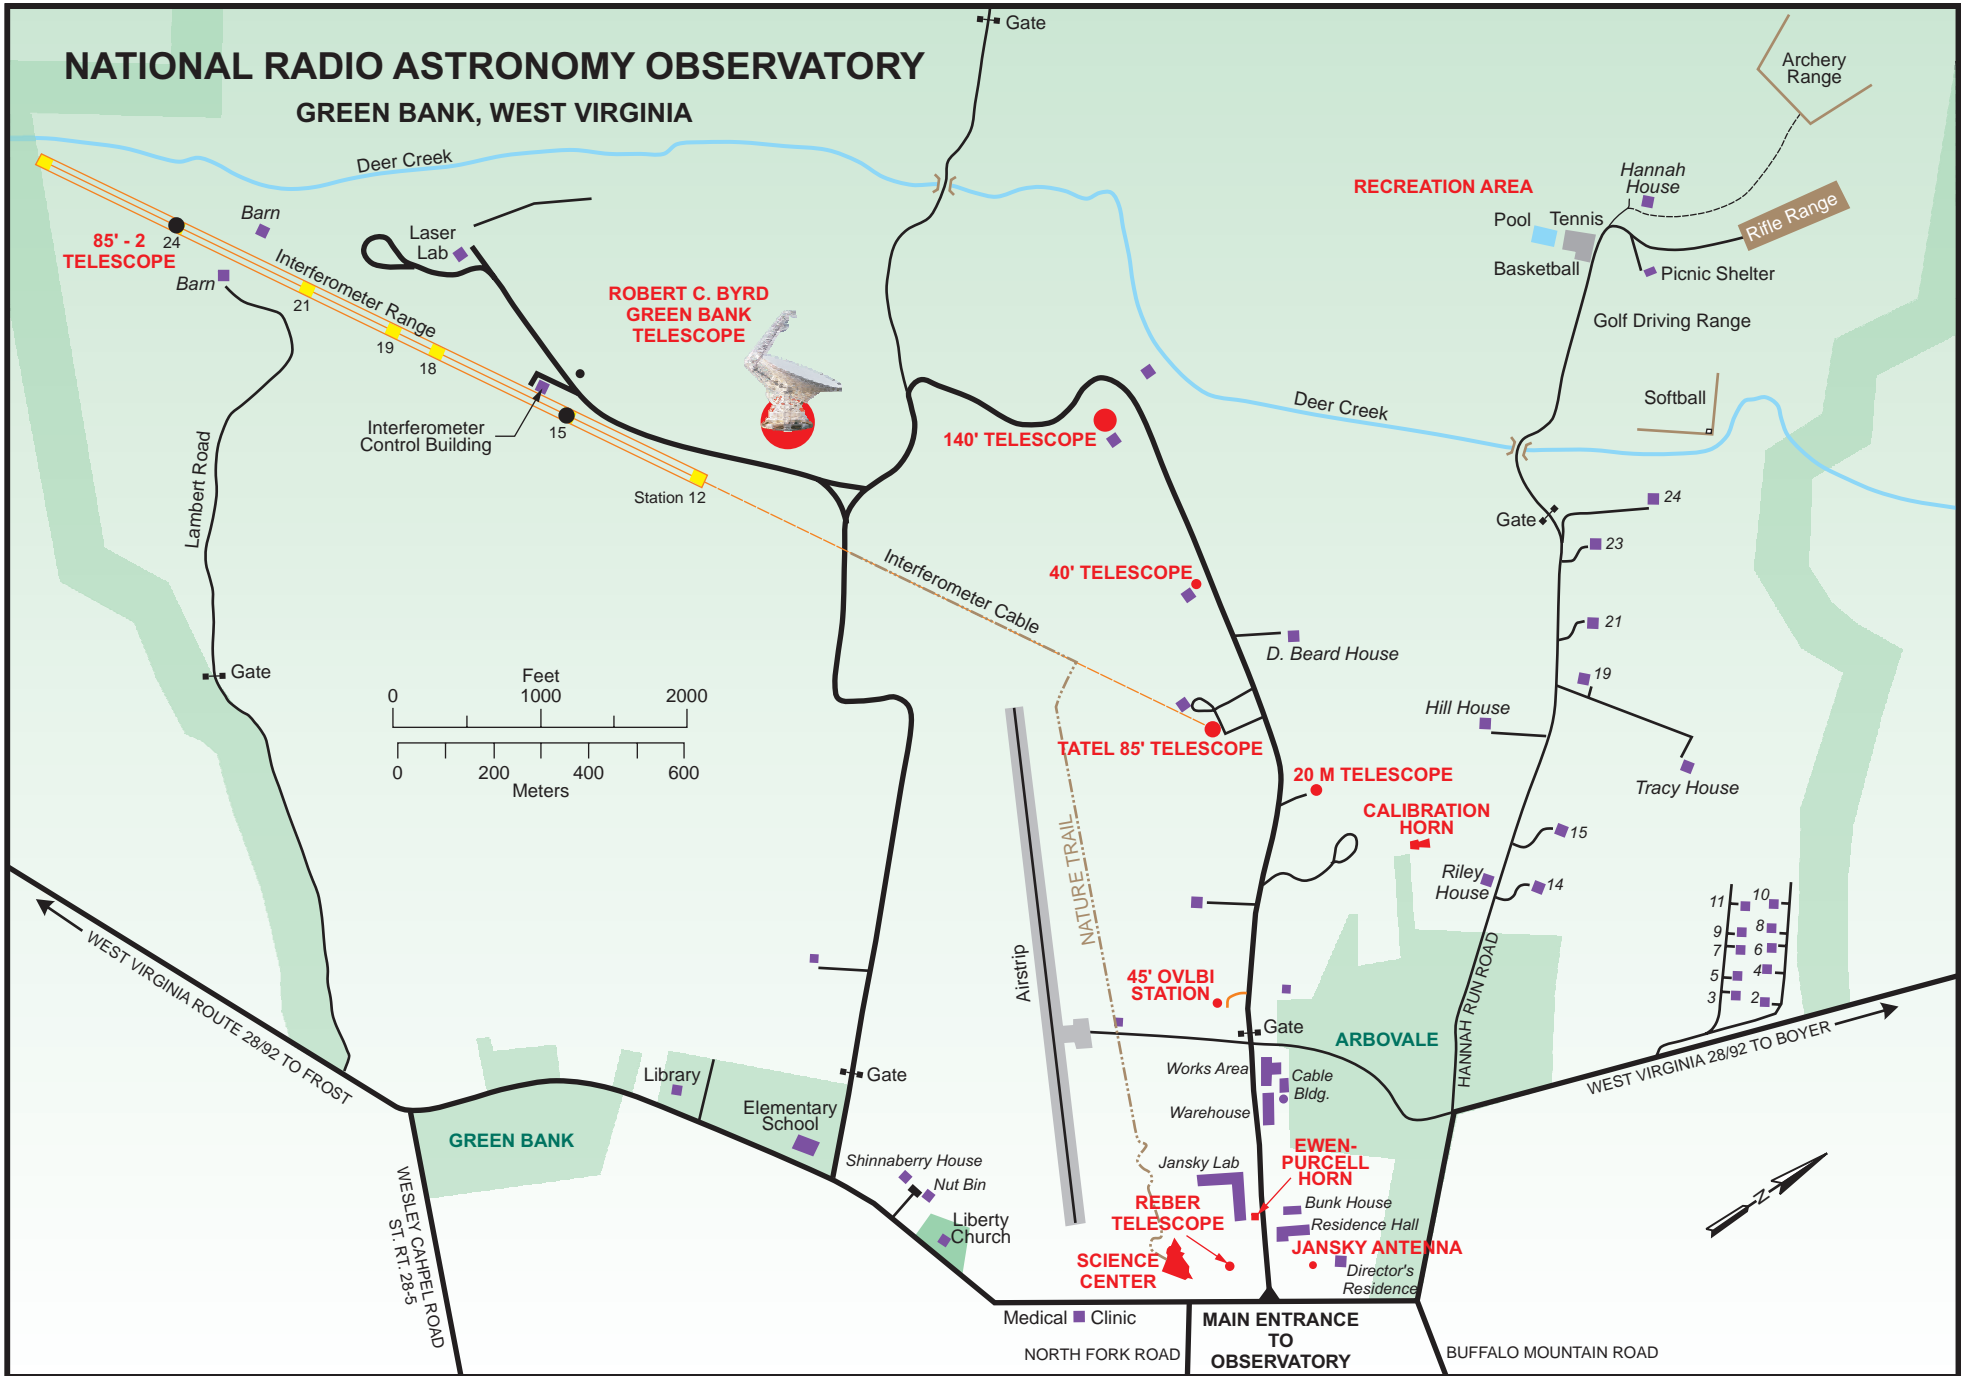 NATIONAL RADIO ASTRONOMY OBSERVATORY
GREEN BANK, WEST VIRGINIA
Gate
Archery
Range
Deer Creek
Hannah
House
RECREATION AREA
Pool
Tennis
Rifle Range
Basketball
Picnic Shelter
Golf Driving Range
Barn
85' - 2
TELESCOPE
24
Barn
Laser
Lab
Interferometer Range
21
19
18
ROBERT C. BYRD
GREEN BANK
TELESCOPE
Interferometer
Control Building
15
Station 12
Deer Creek
Softball
140' TELESCOPE
Lambert Road
Gate
24
23
21
19
Interferometer Cable
40' TELESCOPE
D. Beard House
Gate
Feet
0
1000
2000
0
200
400
600
Meters
Hill House
TATEL 85' TELESCOPE
Tracy House
20 M TELESCOPE
CALIBRATION
HORN
15
Riley
House
14
NATURE TRAIL
Airstrip
11
10
9
8
7
6
5
4
3
2
45' OVLBI
STATION
Gate
ARBOVALE
HANNAH RUN ROAD
WEST VIRGINIA ROUTE 28/92 TO FROST
WEST VIRGINIA 28/92 TO BOYER
Works Area
Cable
Bldg.
Warehouse
Library
Gate
Elementary
School
GREEN BANK
EWEN-
PURCELL
HORN
Shinnaberry House
Nut Bin
Jansky Lab
Bunk House
REBER
TELESCOPE
Residence Hall
Liberty
Church
JANSKY ANTENNA
SCIENCE
CENTER
Director's
Residence
N
WESLEY CAHPEL ROAD
ST. RT. 28-5
Medical
Clinic
MAIN ENTRANCE
TO
OBSERVATORY
NORTH FORK ROAD
BUFFALO MOUNTAIN ROAD